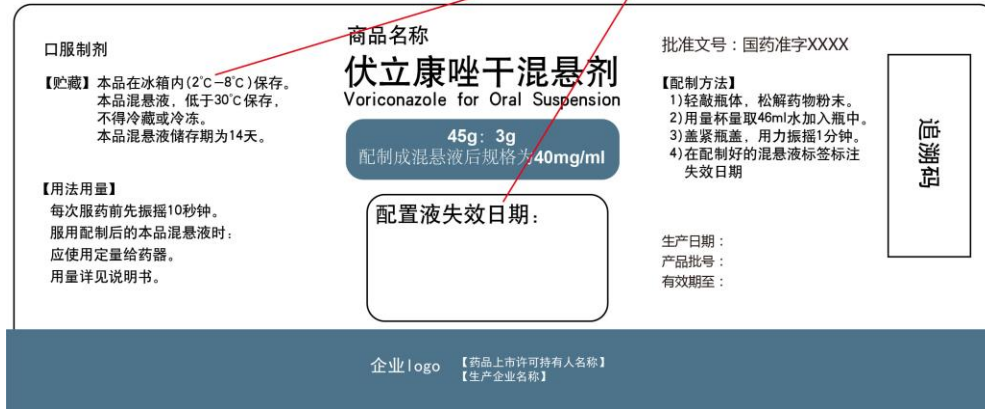 口服制剂
【贮藏】本品在冰箱内(2℃-8℃)保存。
本品混悬液，低于30℃保存，
不得冷藏或冷冻。
本品混悬液储存期为14天。
【用法用量】
每次服药前先振摇10秒钟。
服用配制后的本品混悬液时：
应使用定量给药器。
用量详见说明书。
商品名称
伏立康唑干混悬剂
Voriconazole for Oral Suspension
45g: 3g
配制成混悬液后规格为40mg/ml
配置液失效日期：
批准文号：国药准字XXXX
【配制方法】
1)轻敲瓶体，松解药物粉末。
2)用量杯量取46ml水加入瓶中。
3)盖紧瓶盖，用力振摇1分钟。
4)在配制好的混悬液标签标注
失效日期
生产日期：
产品批号：
有效期至：
追溯码
企业logo
【药品上市许可持有人名称】
【生产企业名称】